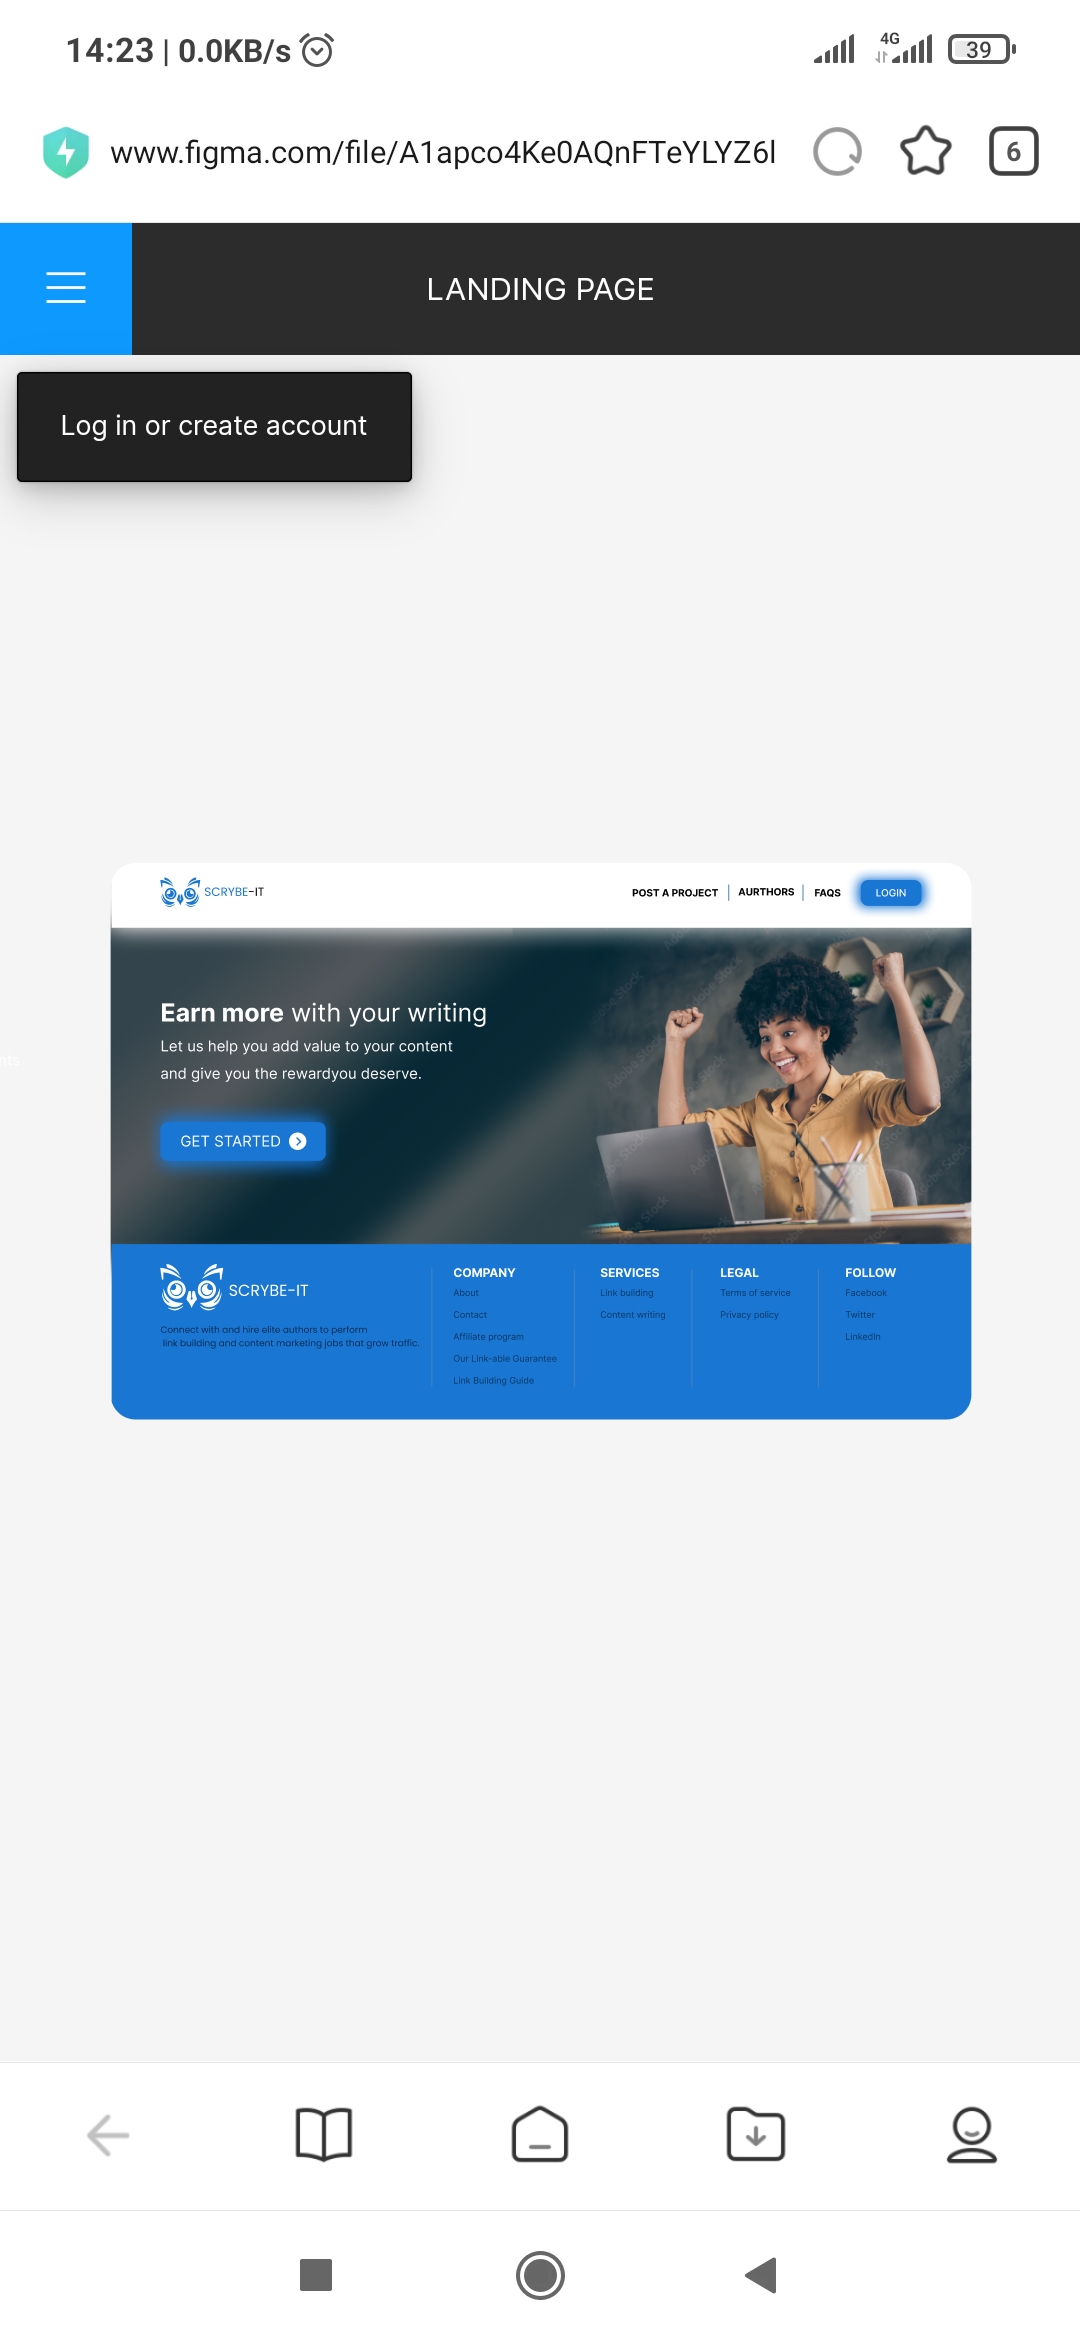 14:23 | 0.0KB/s
4G
39
www.figma.com/file/A1apco4Ke0AQnFTeYLYZ6l
6
LANDING PAGE
Log in or create account
SCRYBE-IT
POST A PROJECT
AURTHORS
FAQS
LOGIN
Earn more with your writing
Let us help you add value to your content
and give you the rewardyou deserve.
GET STARTED
Adobe Stock
SCRYBE-IT
Connect with and hire elite authors to perform
link building and content marketing jobs that grow traffic.
COMPANY
About
Contact
Affiliate program
Our Link-able Guarantee
Link Building Guide
SERVICES
Link building
Content writing
LEGAL
Terms of service
Privacy policy
FOLLOW
Facebook
Twitter
LinkedIn